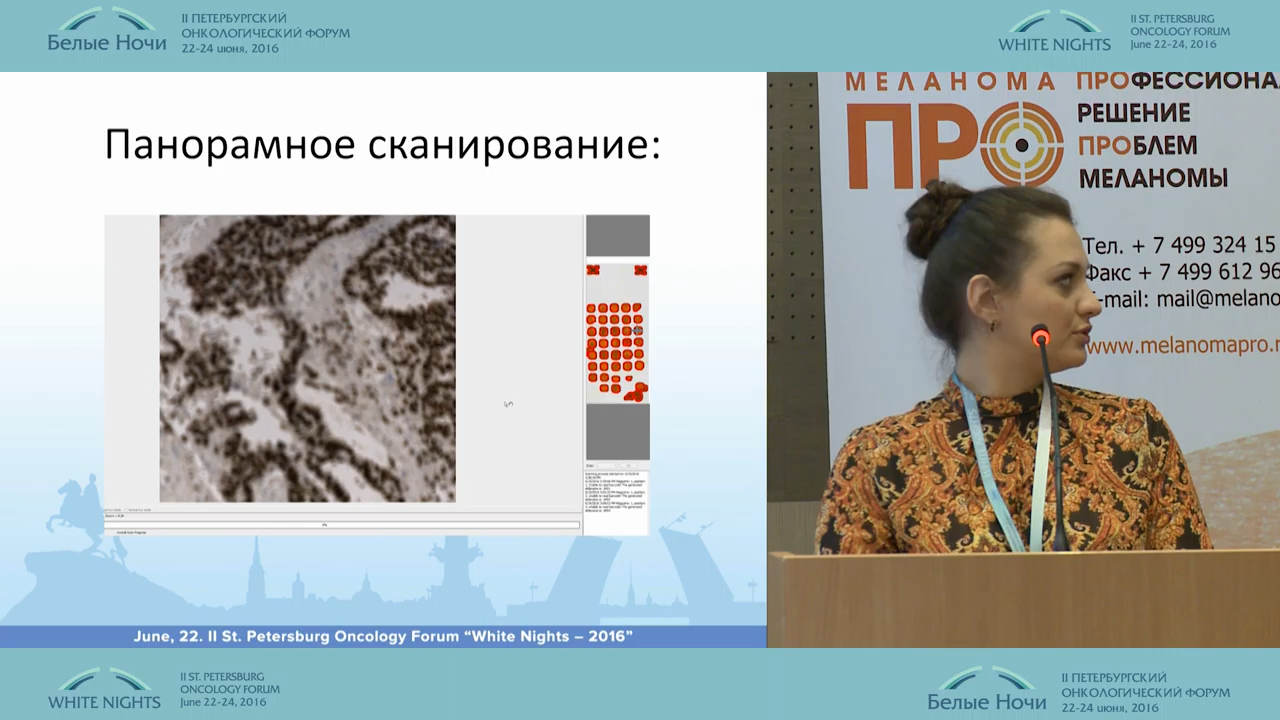 Белые Ночи
II ПЕТЕРБУРГСКИЙ
ОНКОЛОГИЧЕСКИЙ ФОРУМ
22-24 июня, 2016
WHITE NIGHTS
II ST. PETERSBURG
ONCOLOGY FORUM
June 22-24, 2016
Панорамное сканирование:
МЕЛАНОМА
ПРО
ПРОФЕССИОНА
РЕШЕНИЕ
ПРОБЛЕМ
МЕЛАНОМЫ
Тел. + 7 499 324 15
Факс + 7 499 612 96
E-mail: mail@melano
www.melanomapro.r
June, 22. II St. Petersburg Oncology Forum “White Nights – 2016”
WHITE NIGHTS
II ST. PETERSBURG
ONCOLOGY FORUM
June 22-24, 2016
Белые Ночи
II ПЕТЕРБУРГСКИЙ
ОНКОЛОГИЧЕСКИЙ ФОРУМ
22-24 июня, 2016